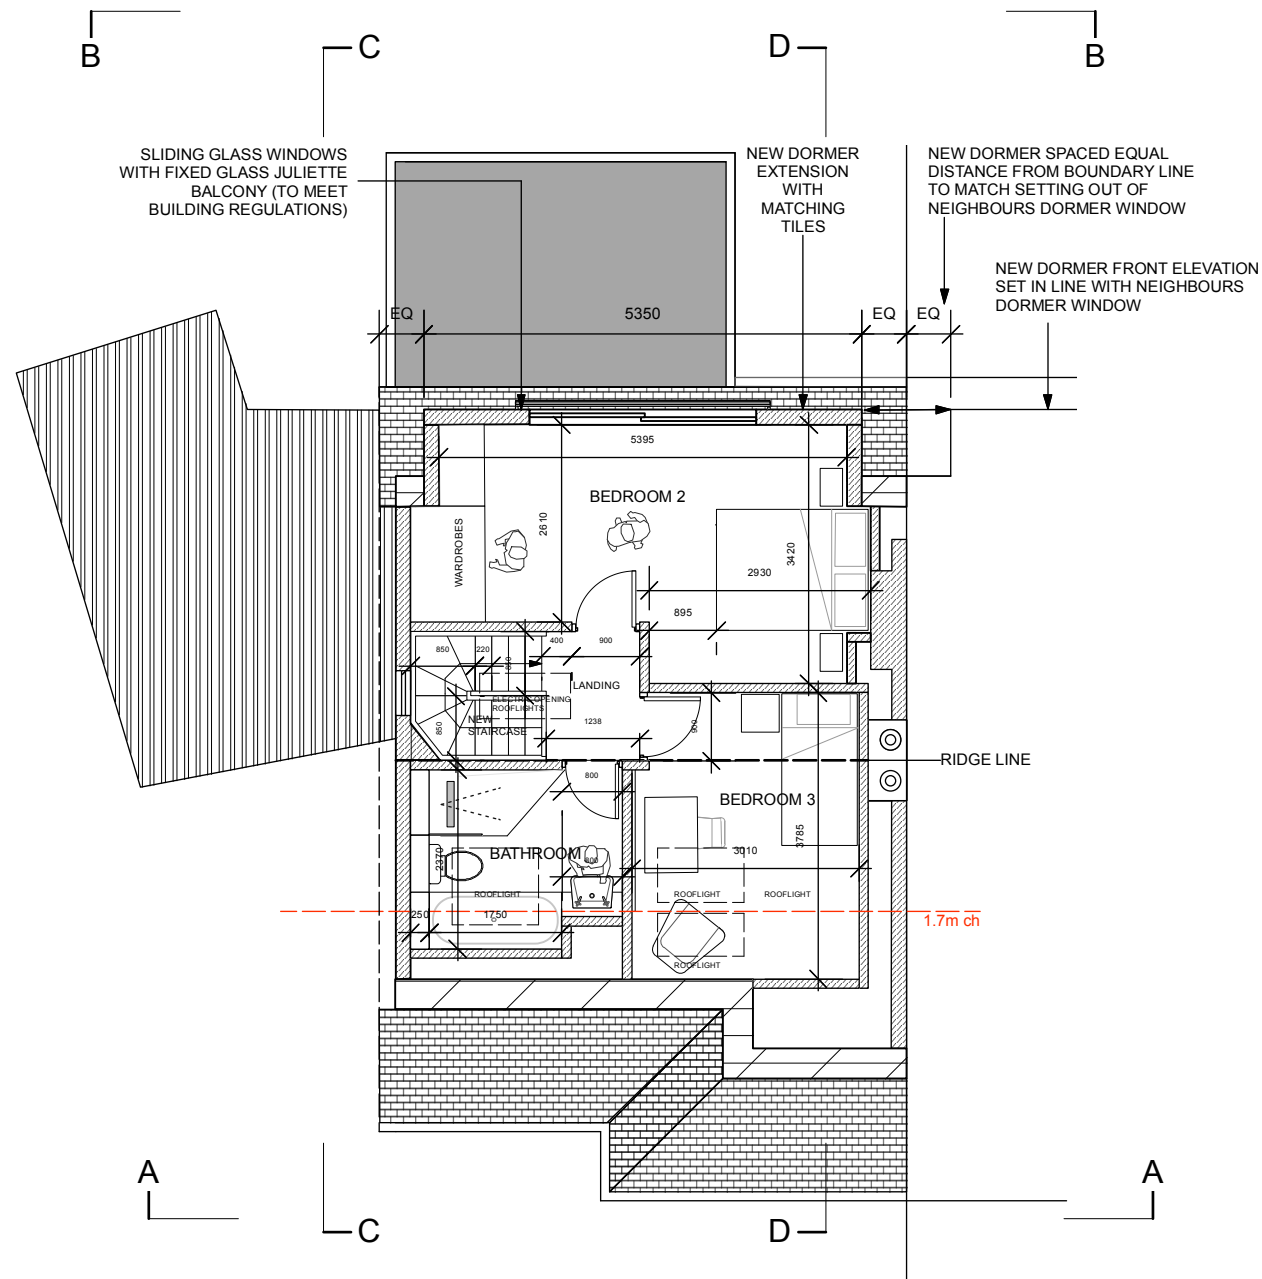 B
C
D
B
SLIDING GLASS WINDOWS
WITH FIXED GLASS JULIETTE
BALCONY (TO MEET
BUILDING REGULATIONS)
NEW DORMER
EXTENSION
WITH
MATCHING
TILES
NEW DORMER SPACED EQUAL
DISTANCE FROM BOUNDARY LINE
TO MATCH SETTING OUT OF
NEIGHBOURS DORMER WINDOW
NEW DORMER FRONT ELEVATION
SET IN LINE WITH NEIGHBOURS
DORMER WINDOW
EQ
5350
EQ
EQ
5395
BEDROOM 2
WARDROBES
2610
3420
2930
895
850
220
850
400
900
LANDING
ELECTRIC OPENING
ROOFLIGHTS
NEW
STAIRCASE
850
1238
900
RIDGE LINE
800
BEDROOM 3
3785
BATHROOM
2370
800
3010
ROOFLIGHT
ROOFLIGHT
ROOFLIGHT
250
1750
1.7m ch
ROOFLIGHT
A
C
D
A